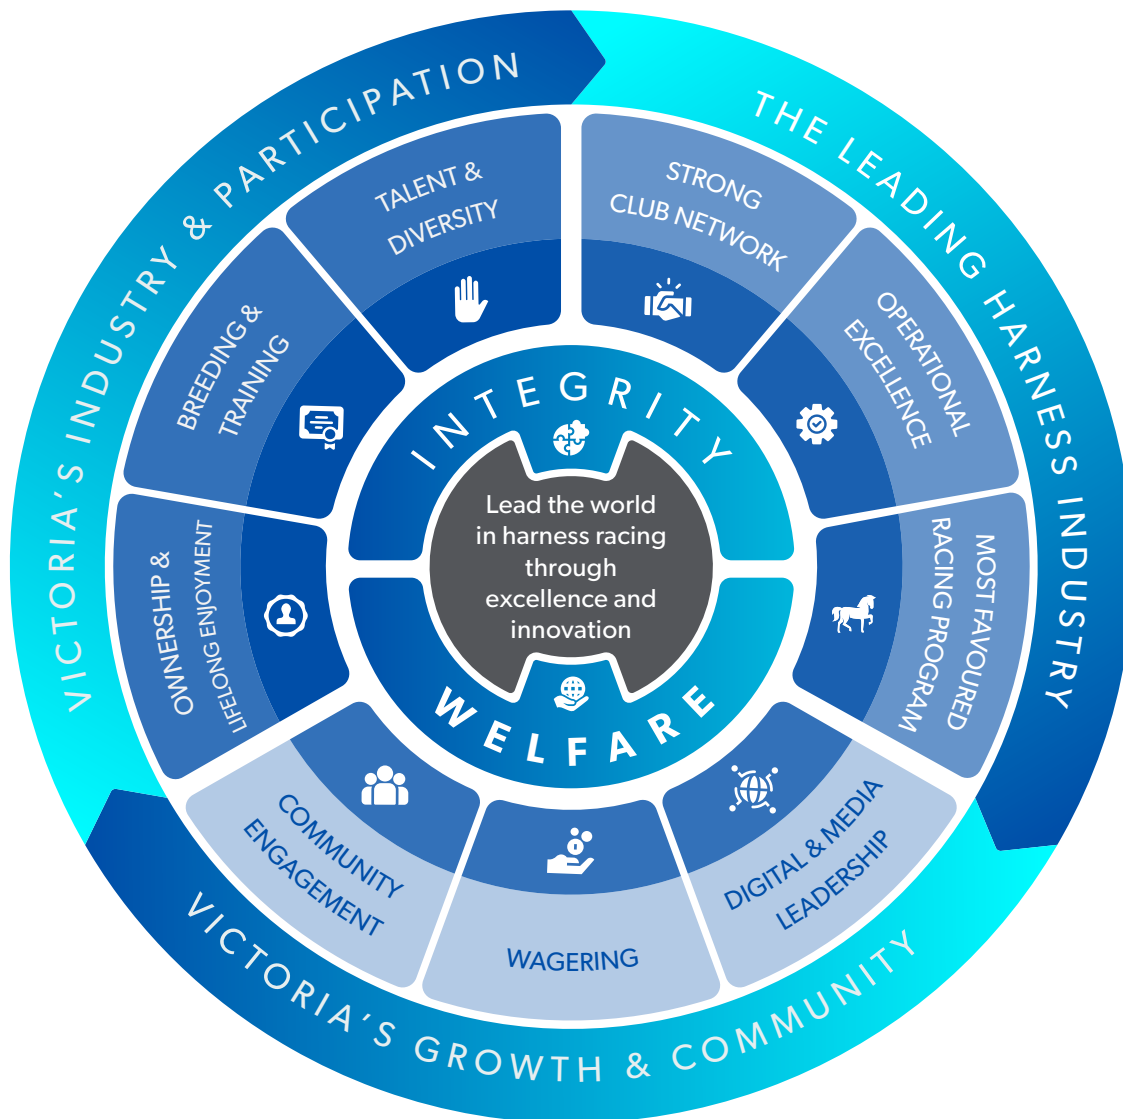 VICTORIA'S INDUSTRY & PARTICIPATION
THE LEADING HARNESS INDUSTRY
VICTORIA'S GROWTH & COMMUNITY
TALENT &
DIVERSITY
STRONG
CLUB NETWORK
OPERATIONAL
EXCELLENCE
MOST FAVOURED
RACING PROGRAM
DIGITAL & MEDIA
LEADERSHIP
WAGERING
COMMUNITY
ENGAGEMENT
OWNERSHIP &
LIFELONG ENJOYMENT
BREEDING &
TRAINING
INTEGRITY
Lead the world
in harness racing
through
excellence and
innovation
WELFARE